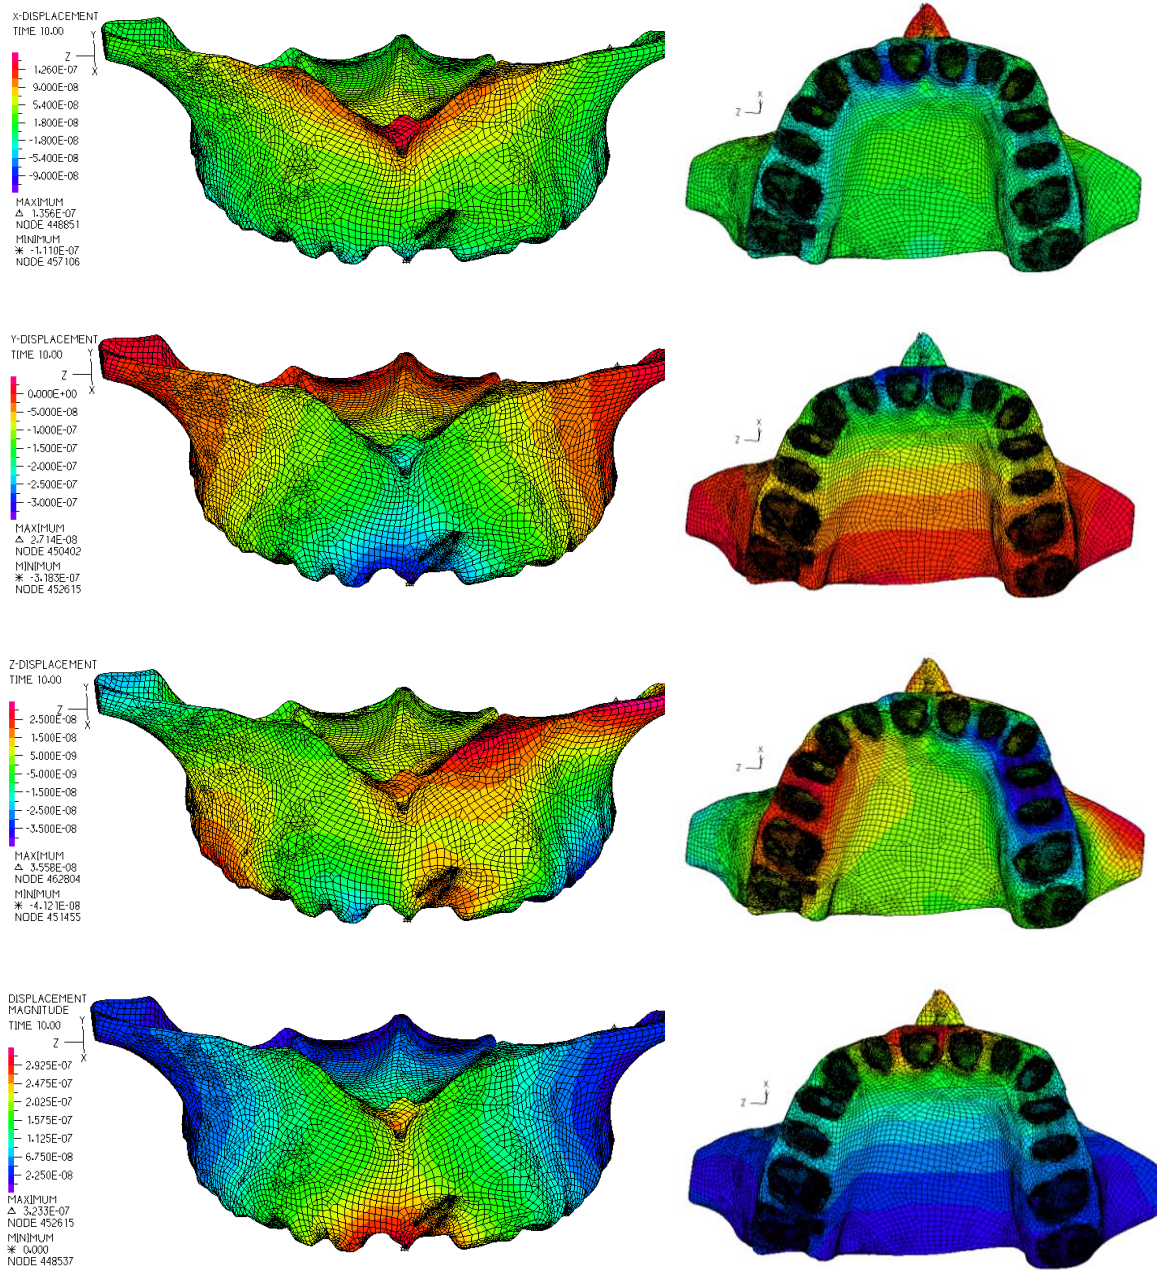 X-DISPLACEMENT
TIME 10.00
Y
Z
X
1.260E-07
9.000E-08
5.400E-08
1.800E-08
-1.800E-08
-5.400E-08
-9.000E-08
MAXIMUM
△ 1.356E-07
NODE 448851
MINIMUM
* -1.110E-07
NODE 457106
X
Z
Y-DISPLACEMENT
TIME 10.00
Y
Z
X
0.000E+00
-5.000E-08
-1.000E-07
-1.500E-07
-2.000E-07
-2.500E-07
-3.000E-07
MAXIMUM
△ 2.714E-08
NODE 450402
MINIMUM
* -3.183E-07
NODE 452615
X
Z
Z-DISPLACEMENT
TIME 10.00
Y
Z
X
2.500E-08
1.500E-08
5.000E-09
-5.000E-09
-1.500E-08
-2.500E-08
-3.500E-08
MAXIMUM
△ 3.558E-08
NODE 462804
MINIMUM
* -4.121E-08
NODE 451455
X
Z
DISPLACEMENT
MAGNITUDE
TIME 10.00
Y
Z
X
2.925E-07
2.475E-07
2.025E-07
1.575E-07
1.125E-07
6.750E-08
2.250E-08
MAXIMUM
△ 3.233E-07
NODE 452615
MINIMUM
* 0.000
NODE 448537
X
Z